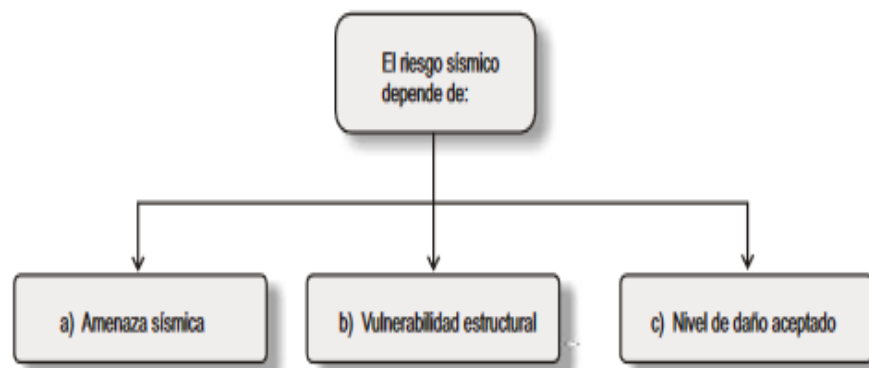 El riesgo sísmico
depende de:
a) Amenaza sísmica
b) Vulnerabilidad estructural
c) Nivel de daño aceptado